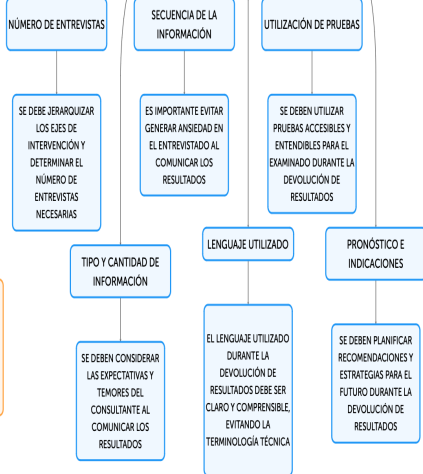 NÚMERO DE ENTREVISTAS
SECUENCIA DE LA
INFORMACIÓN
UTILIZACIÓN DE PRUEBAS
SE DEBE JERARQUIZAR
LOS EJES DE
INTERVENCIÓN Y
DETERMINAR EL
NÚMERO DE
ENTREVISTAS
NECESARIAS
ES IMPORTANTE EVITAR
GENERAR ANSIEDAD EN
EL ENTREVISTADO AL
COMUNICAR LOS
RESULTADOS
SE DEBEN UTILIZAR
PRUEBAS ACCESIBLES Y
ENTENDIBLES PARA EL
EXAMINADO DURANTE LA
DEVOLUCIÓN DE
RESULTADOS
TIPO Y CANTIDAD DE
INFORMACIÓN
LENGUAJE UTILIZADO
PRONÓSTICO E
INDICACIONES
SE DEBEN CONSIDERAR
LAS EXPECTATIVAS Y
TEMORES DEL
CONSULTANTE AL
COMUNICAR LOS
RESULTADOS
EL LENGUAJE UTILIZADO
DURANTE LA
DEVOLUCIÓN DE
RESULTADOS DEBE SER
CLARO Y COMPRENSIBLE,
EVITANDO LA
TERMINOLOGÍA TÉCNICA
SE DEBEN PLANIFICAR
RECOMENDACIONES Y
ESTRATEGIAS PARA EL
FUTURO DURANTE LA
DEVOLUCIÓN DE
RESULTADOS